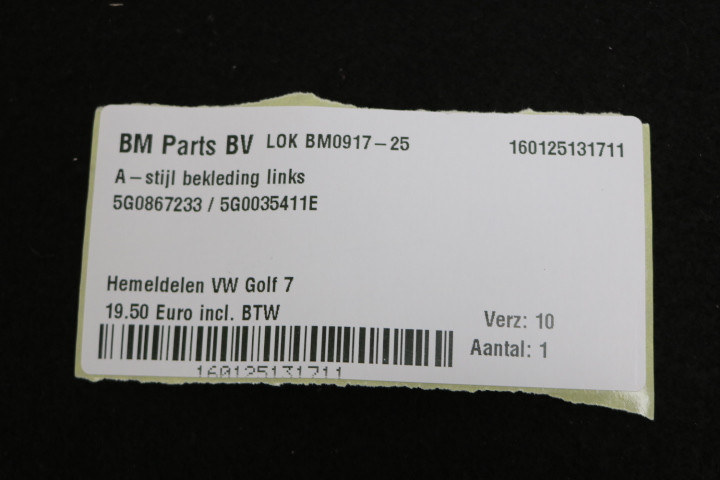 BM Parts BV LOK BM0917-25 160125131711
A-stijl bekleding links
5G0867233 / 5G0035411E
Hemeldelen VW Golf 7
19.50 Euro incl. BTW
Verz: 10
Aantal: 1
160125131711